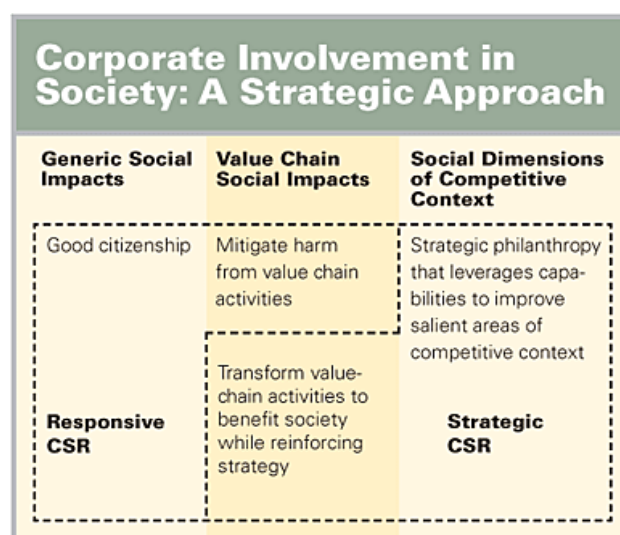 Corporate Involvement in
Society: A Strategic Approach
Generic Social
Impacts
Value Chain
Social Impacts
Social Dimensions
of Competitive
Context
Good citizenship
Mitigate harm
from value chain
activities
Strategic philanthropy
that leverages capa-
bilities to improve
salient areas of
competitive context
Transform value-
chain activities to
benefit society
while reinforcing
strategy
Responsive
CSR
Strategic
CSR